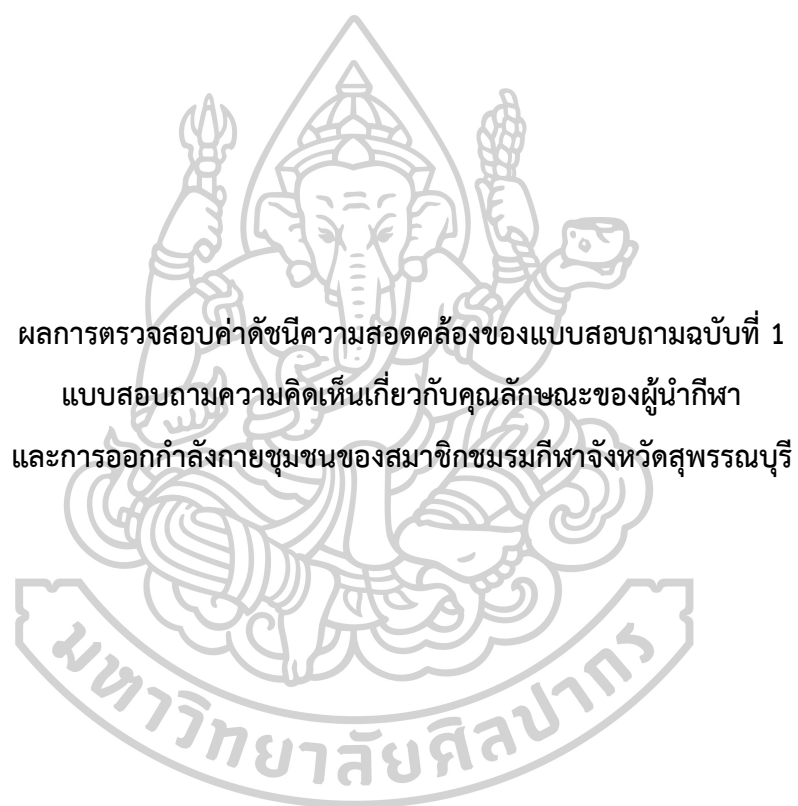 ผลการตรวจสอบค่าดัชนีความสอดคล้องของแบบสอบถามฉบับที่ 1
แบบสอบถามความคิดเห็นเกี่ยวกับคุณลักษณะของผู้นำกีฬา
และการออกกำลังกายชุมชนของสมาชิกชมรมกีฬาจังหวัดสุพรรณบุรี
มหาวิทยาลัยศิลปากร